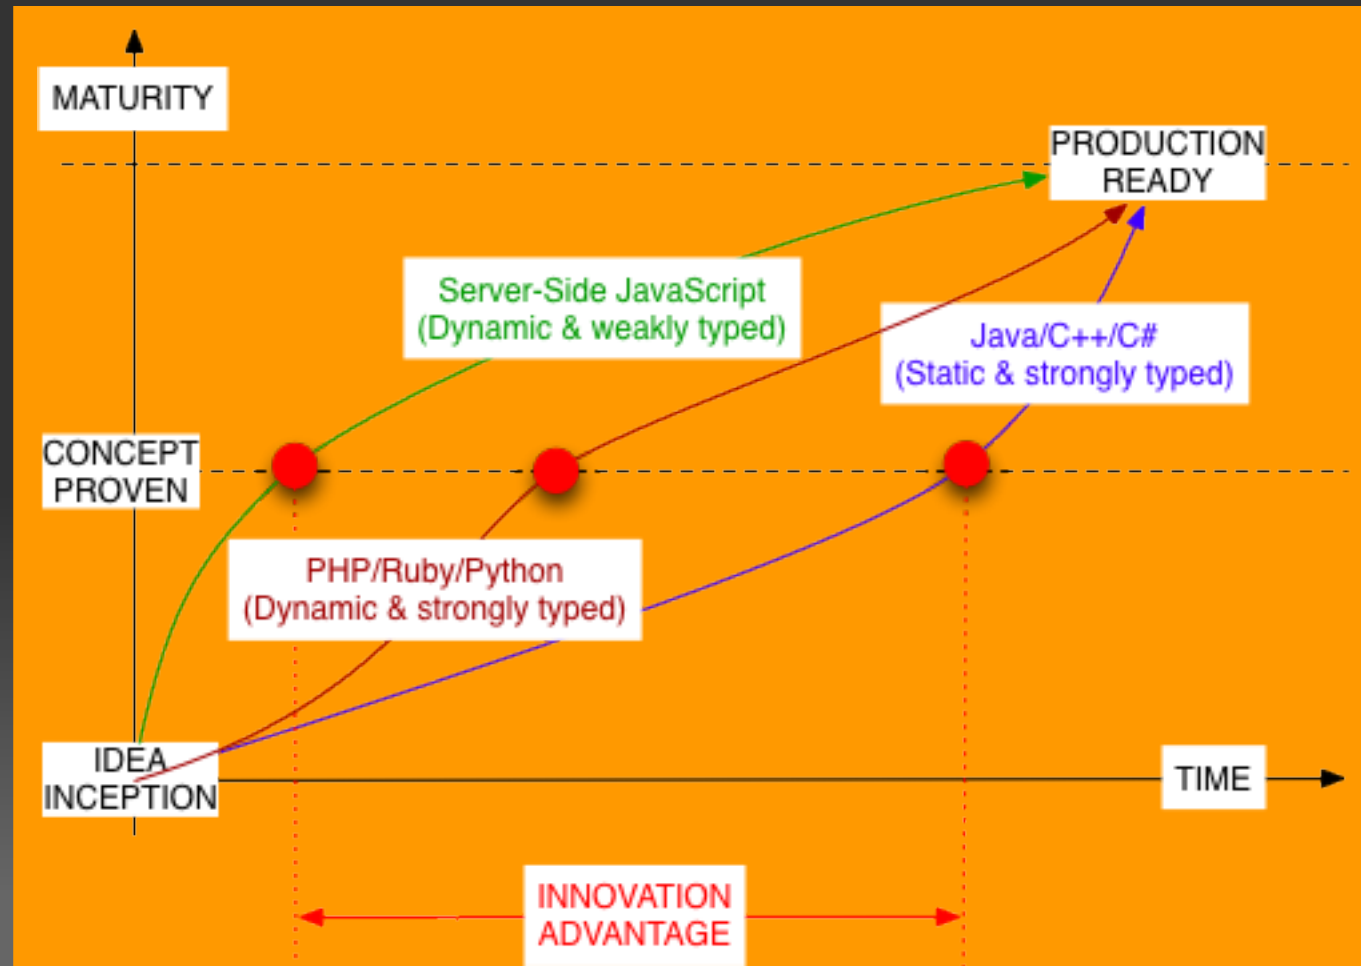 MATURITY
PRODUCTION
READY
Server-Side JavaScript
(Dynamic & weakly typed)
Java/C++/C#
(Static & strongly typed)
CONCEPT
PROVEN
PHP/Ruby/Python
(Dynamic & strongly typed)
IDEA
INCEPTION
TIME
INNOVATION
ADVANTAGE